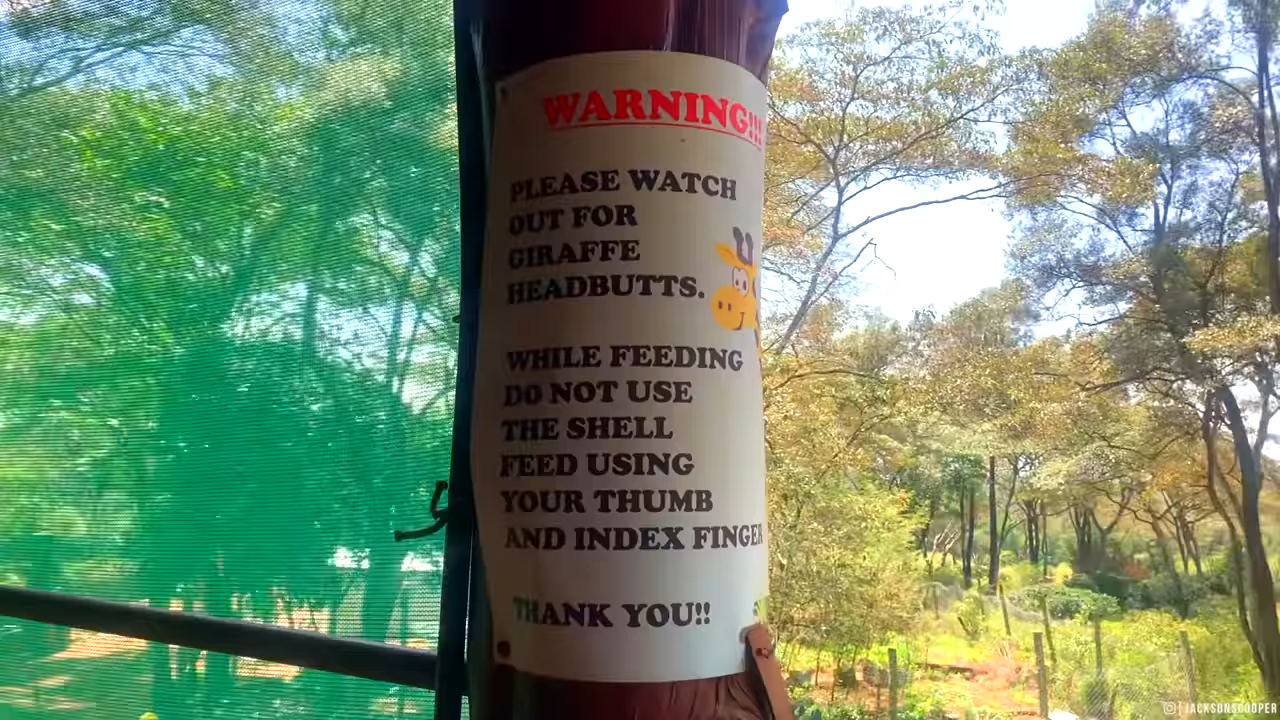 WARNING!!!
PLEASE WATCH
OUT FOR
GIRAFFE
HEADBUTTS.
WHILE FEEDING
DO NOT USE
THE SHELL
FEED USING
YOUR THUMB
AND INDEX FINGER
THANK YOU!!
JACKSONGOOPER